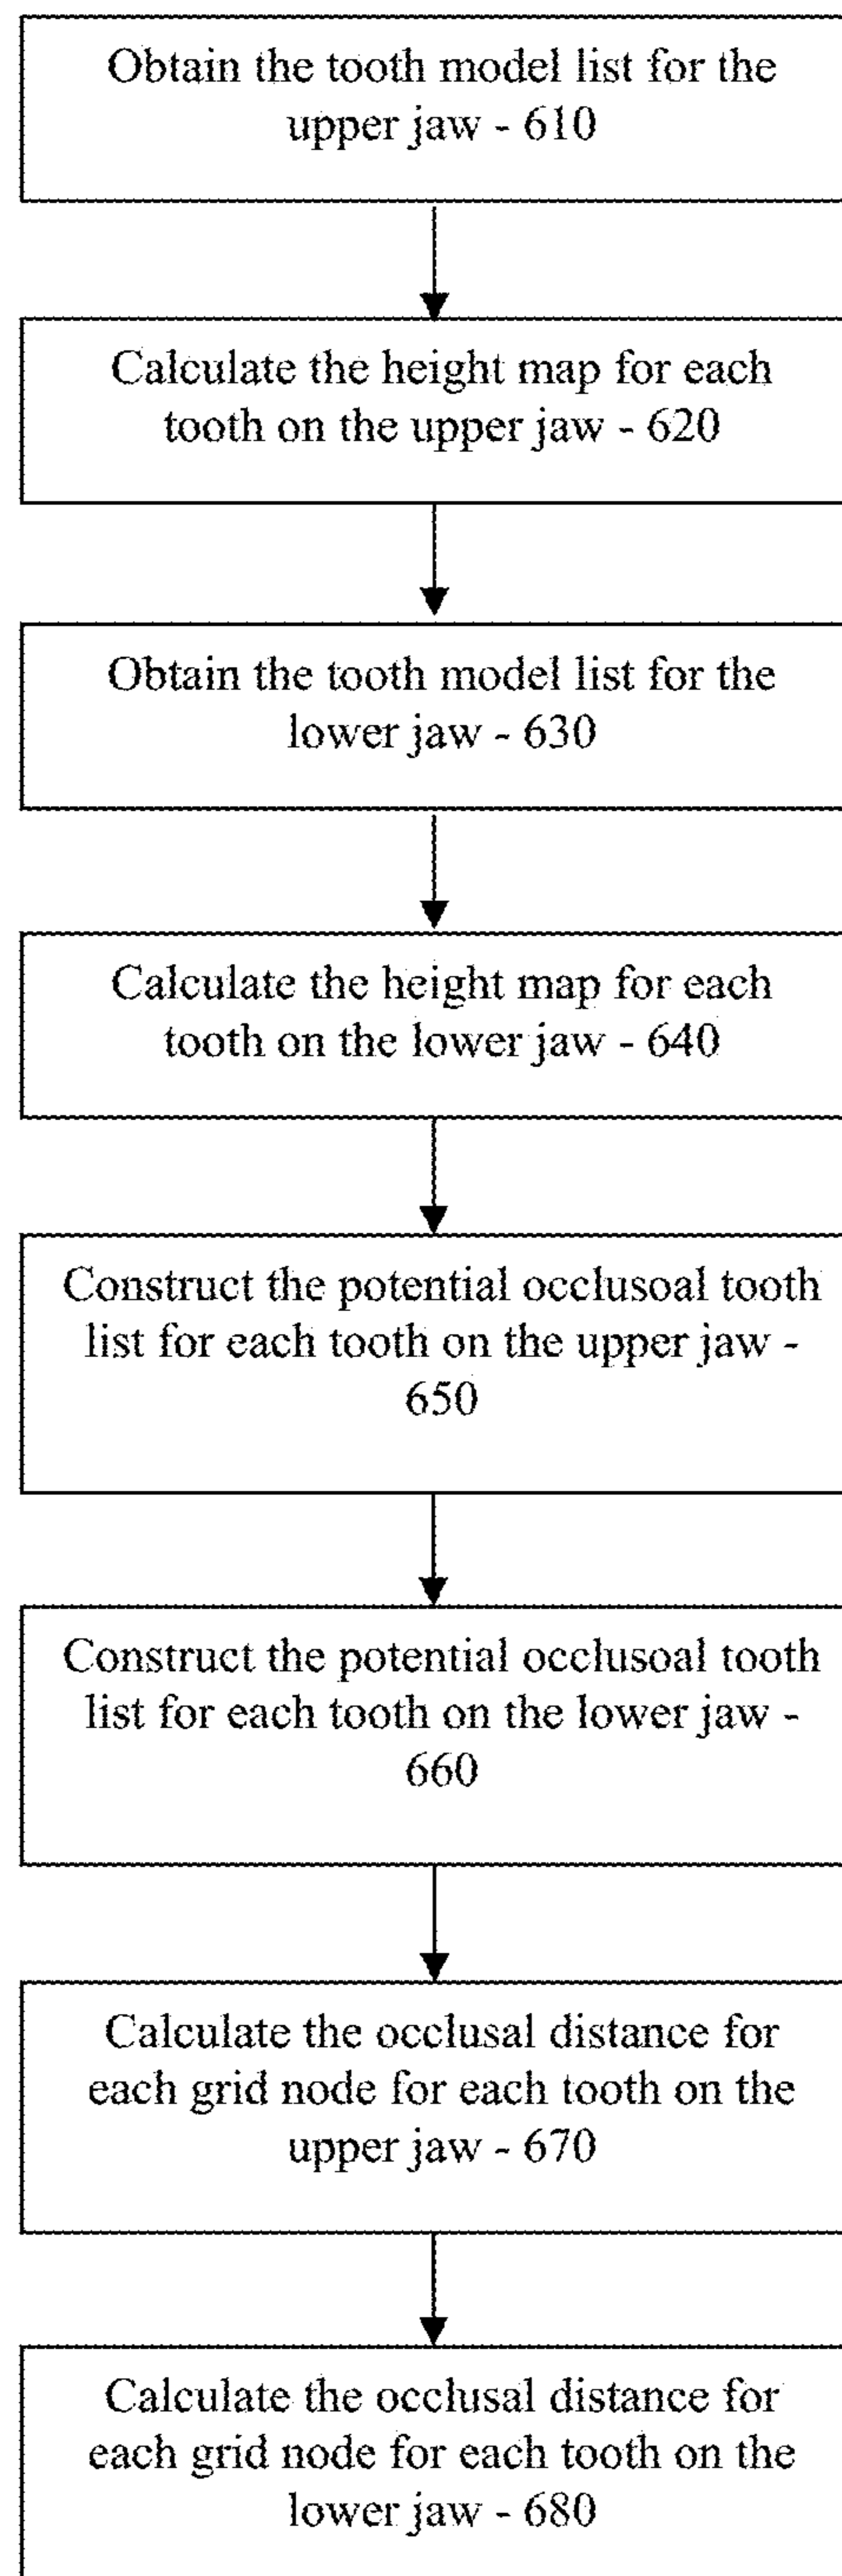 Obtain the tooth model list for the
upper jaw - 610
Calculate the height map for each
tooth on the upper jaw - 620
Obtain the tooth model list for the
lower jaw - 630
Calculate the height map for each
tooth on the lower jaw - 640
Construct the potential occlusoal tooth
list for each tooth on the upper jaw -
650
Construct the potential occlusoal tooth
list for each tooth on the lower jaw -
660
Calculate the occlusal distance for
each grid node for each tooth on the
upper jaw - 670
Calculate the occlusal distance for
each grid node for each tooth on the
lower jaw - 680